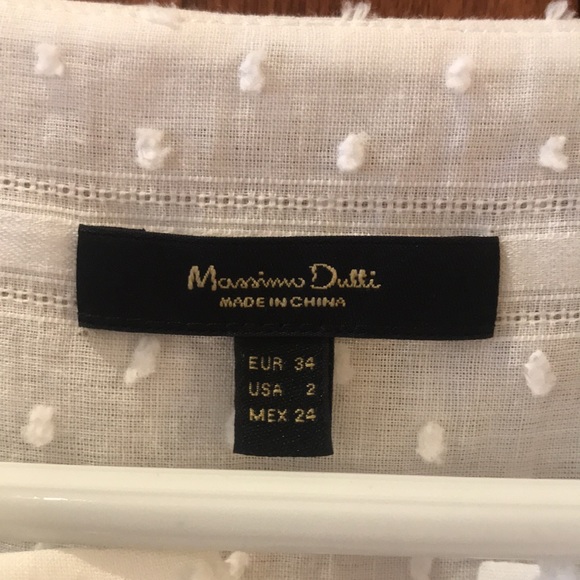 Massimo Dutti
MADE IN CHINA
EUR 34
USA 2
MEX 24